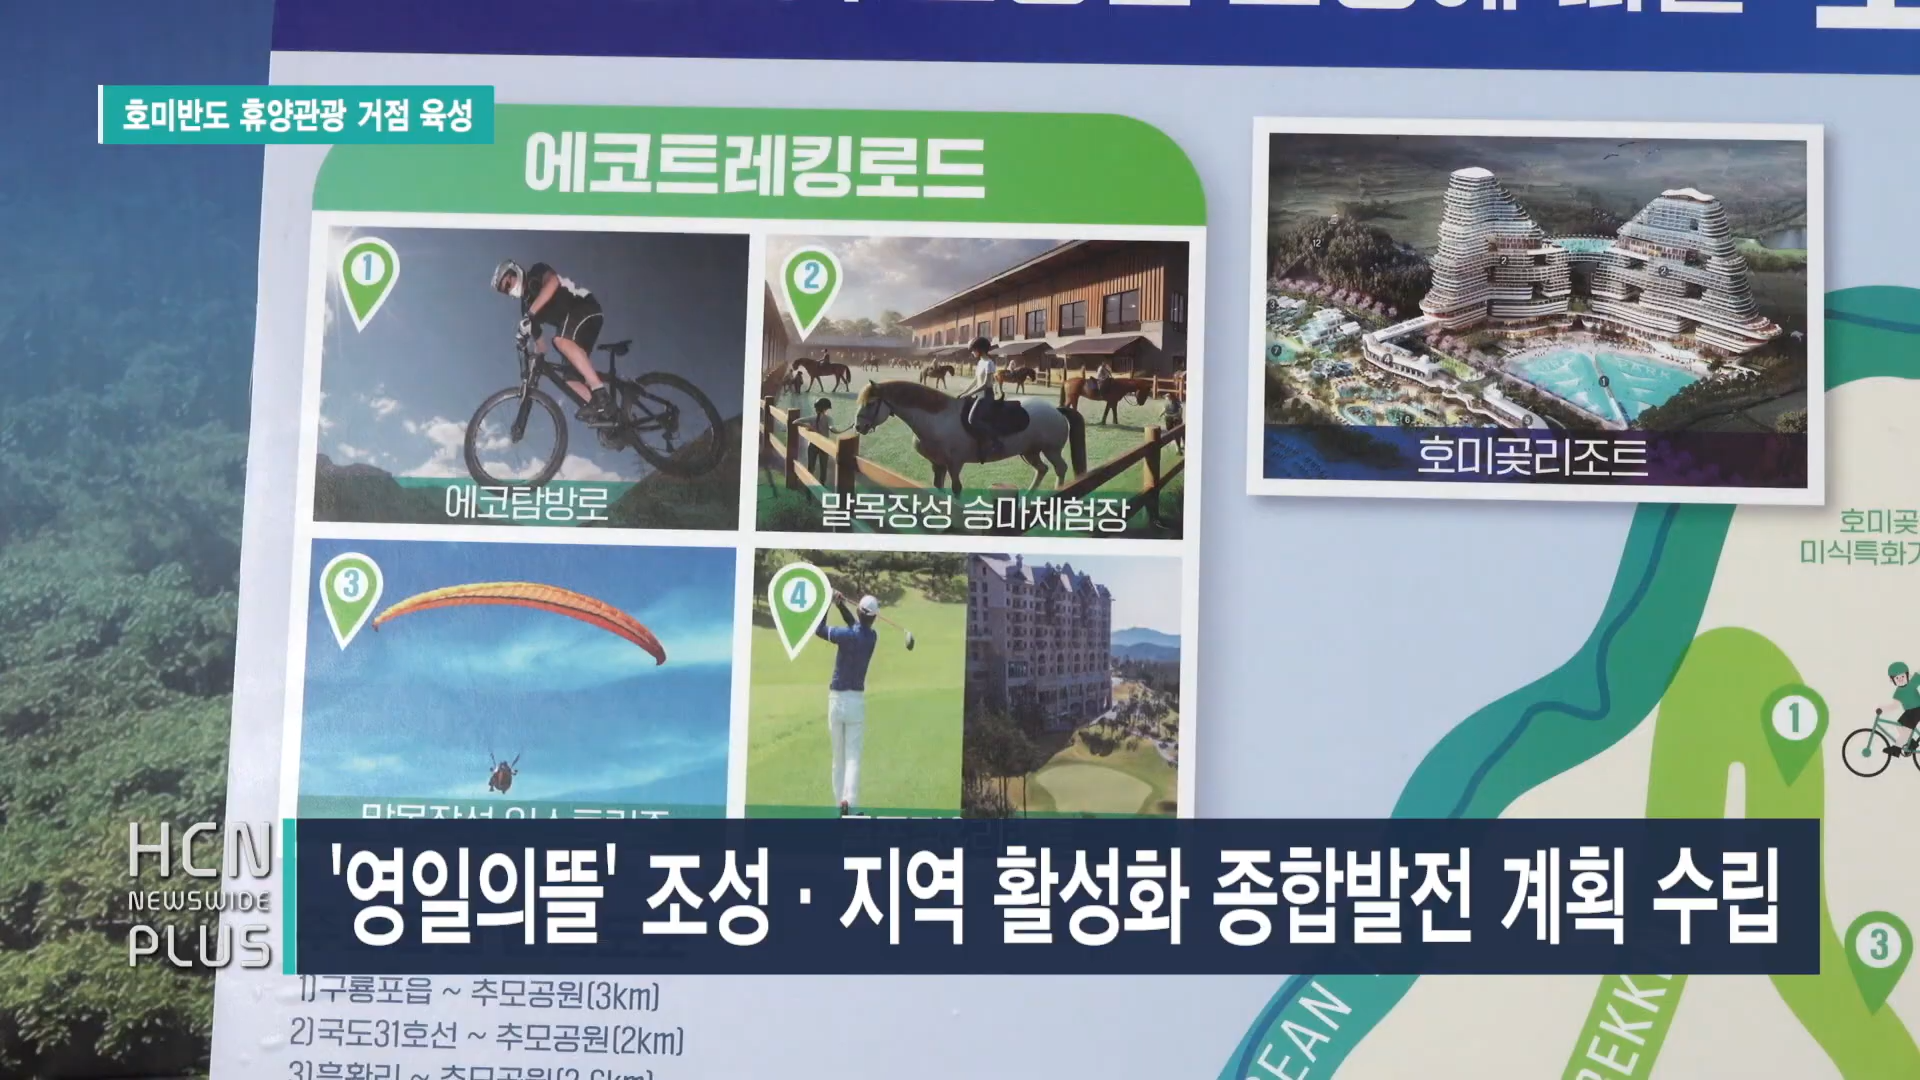 호미반도 휴양관광 거점 육성
에코트레킹로드
1
2
에코탐방로
말목장성 승마체험장
3
4
호미곶리조트
호미곶
미식특화
1
3
HCN
NEWSWIDE
PLUS
'영일의뜰' 조성 · 지역 활성화 종합발전 계획 수립
1)구룡포읍 ~ 추모공원(3km)
2)국도31호선 ~ 추모공원(2km)